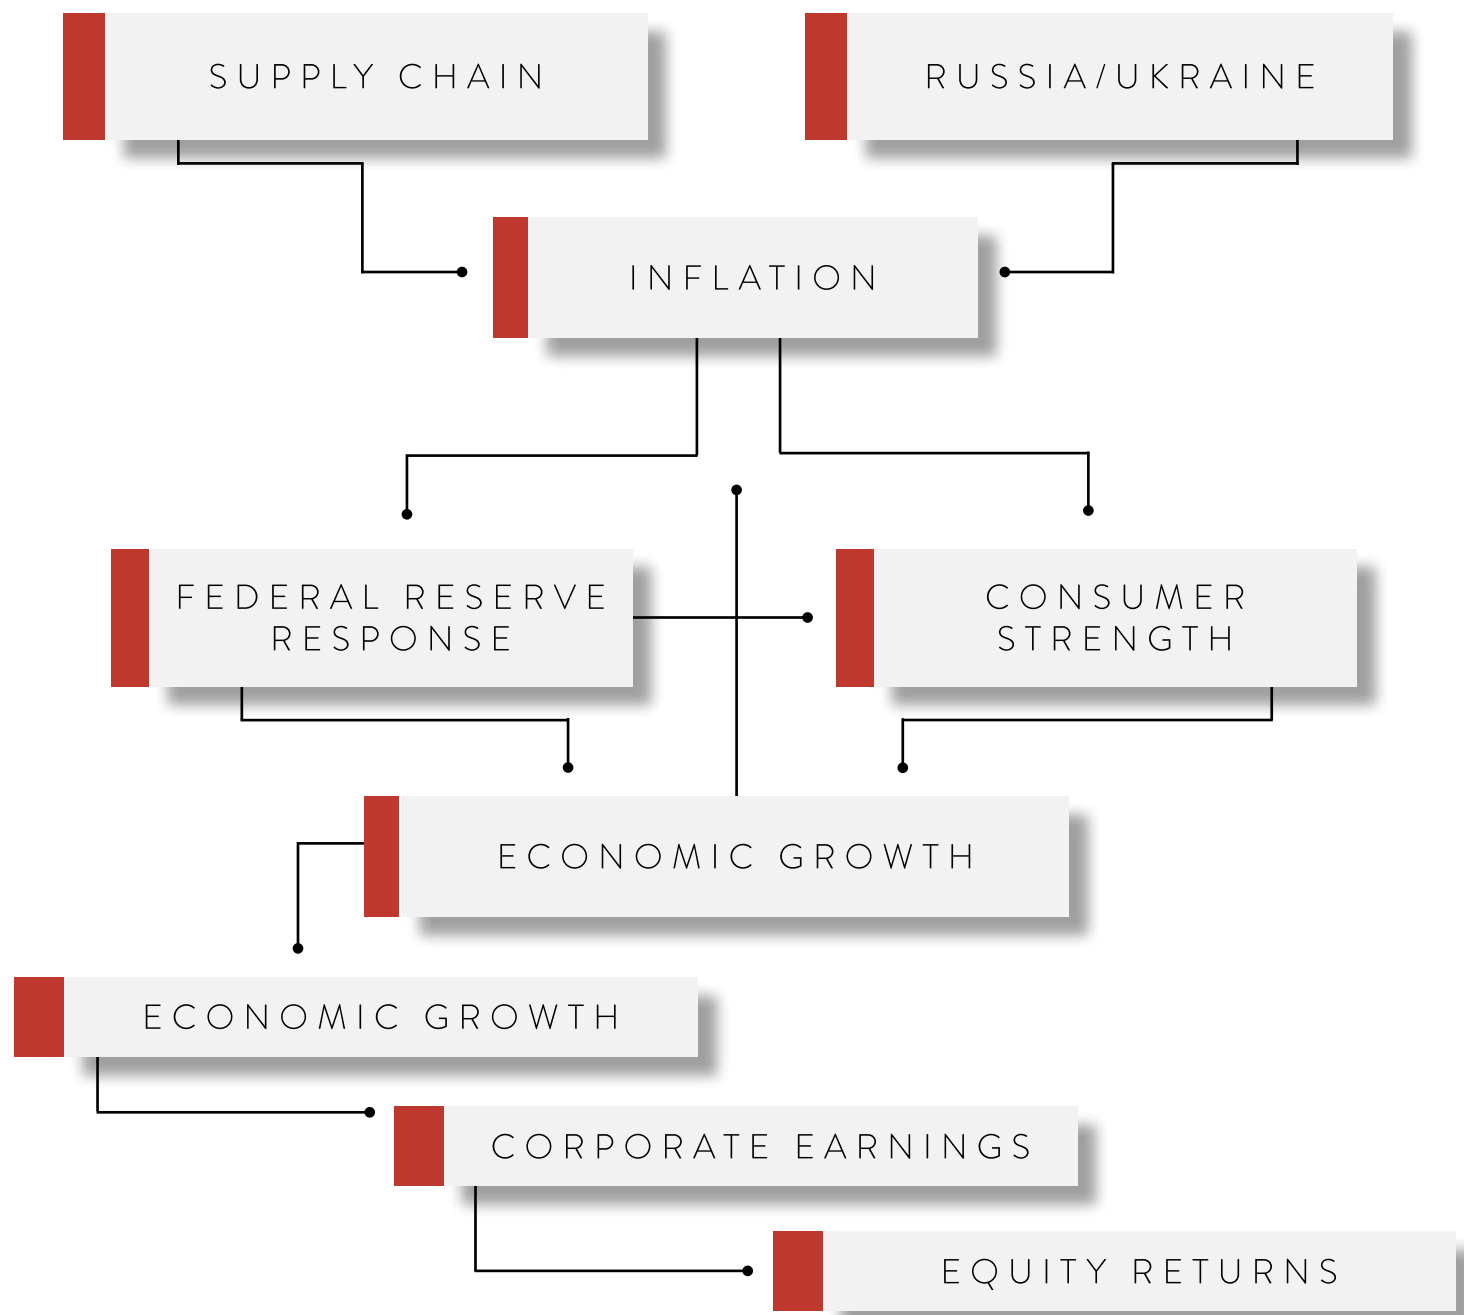 SUPPLY CHAIN
RUSSIA/UKRAINE
INFLATION
FEDERAL RESERVE
RESPONSE
CONSUMER
STRENGTH
ECONOMIC GROWTH
ECONOMIC GROWTH
CORPORATE EARNINGS
EQUITY RETURNS